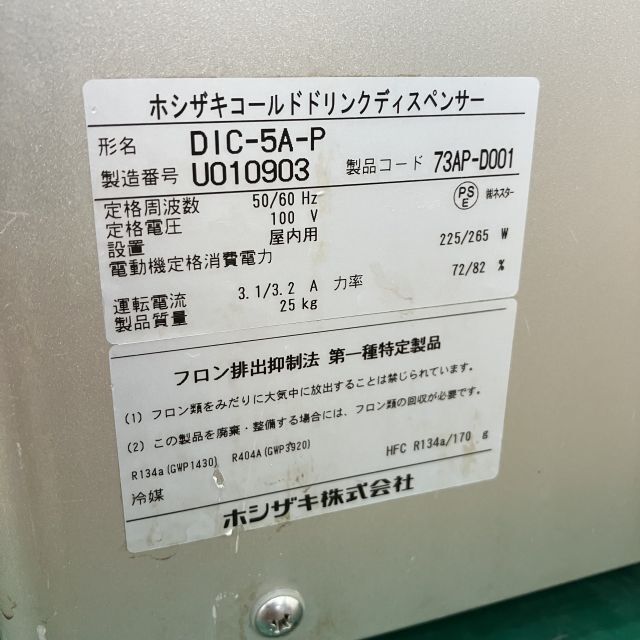 ホシザキコールドドリンクディスペンサー
形名 DIC-5A-P
製造番号 U010903 製品コード 73AP-D001
定格周波数 50/60 Hz PSE ㈱ネスター
定格電圧 100 V
設置 屋内用
電動機定格消費電力 225/265 W
運転電流 3.1/3.2 A 力率 72/82 %
製品質量 25 kg
フロン排出抑制法 第一種特定製品
(1) フロン類をみだりに大気中に放出することは禁じられています。
(2) この製品を廃棄・整備する場合には、フロン類の回収が必要です。
R134a(GWP1430) R404A(GWP3920)
冷媒 HFC R134a/170 g
ホシザキ株式会社